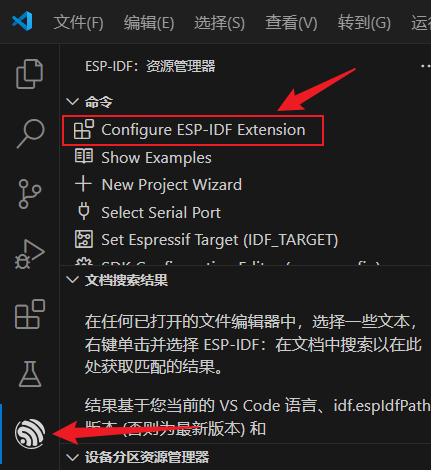 文件(F) 编辑(E) 选择(S) 查看(V) 转到(G)
ESP-IDF：资源管理器
命令
Configure ESP-IDF Extension
Show Examples
New Project Wizard
Select Serial Port
Set Espressif Target (IDF_TARGET)
文档搜索结果
在任何已打开的文件编辑器中，选择一些文本，
右键单击并选择 ESP-IDF：在文档中搜索以在此
处获取匹配的结果。
结果基于您当前的 VS Code 语言、idf.espIdfPath
版本 (否则为最新版本) 和
设备分区资源管理器